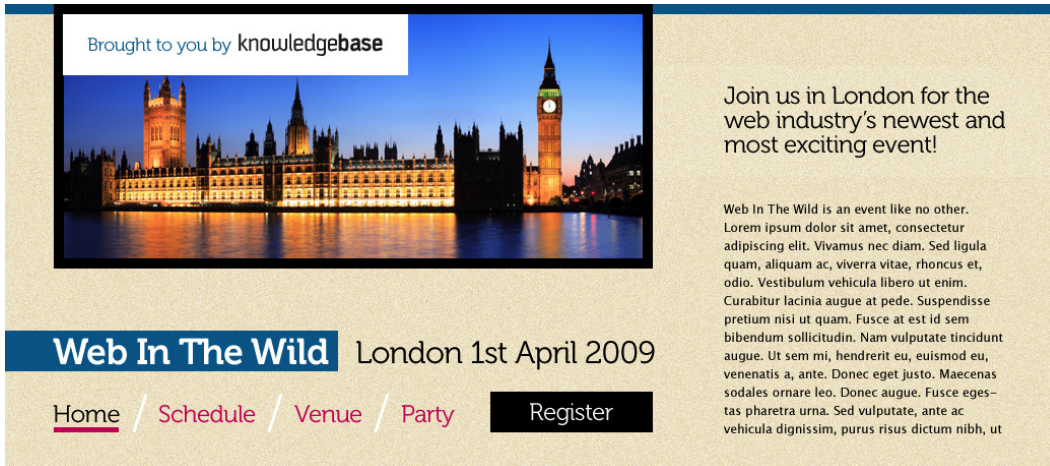 Brought to you by knowledgebase
Join us in London for the
web industry's newest and
most exciting event!
Web In The Wild is an event like no other.
Lorem ipsum dolor sit amet, consectetur
adipiscing elit. Vivamus nec diam. Sed ligula
quam, aliquam ac, viverra vitae, rhoncus et,
odio. Vestibulum vehicula libero ut enim.
Curabitur lacinia augue at pede. Suspendisse
pretium nisi ut quam. Fusce at est id sem
bibendum sollicitudin. Nam vulputate tincidunt
augue. Ut sem mi, hendrerit eu, euismod eu,
venenatis a, ante. Donec eget justo. Maecenas
sodales ornare leo. Donec augue. Fusce eges-
tas pharetra urna. Sed vulputate, ante ac
vehicula dignissim, purus risus dictum nibh, ut
Web In The Wild London 1st April 2009
Home / Schedule / Venue / Party Register